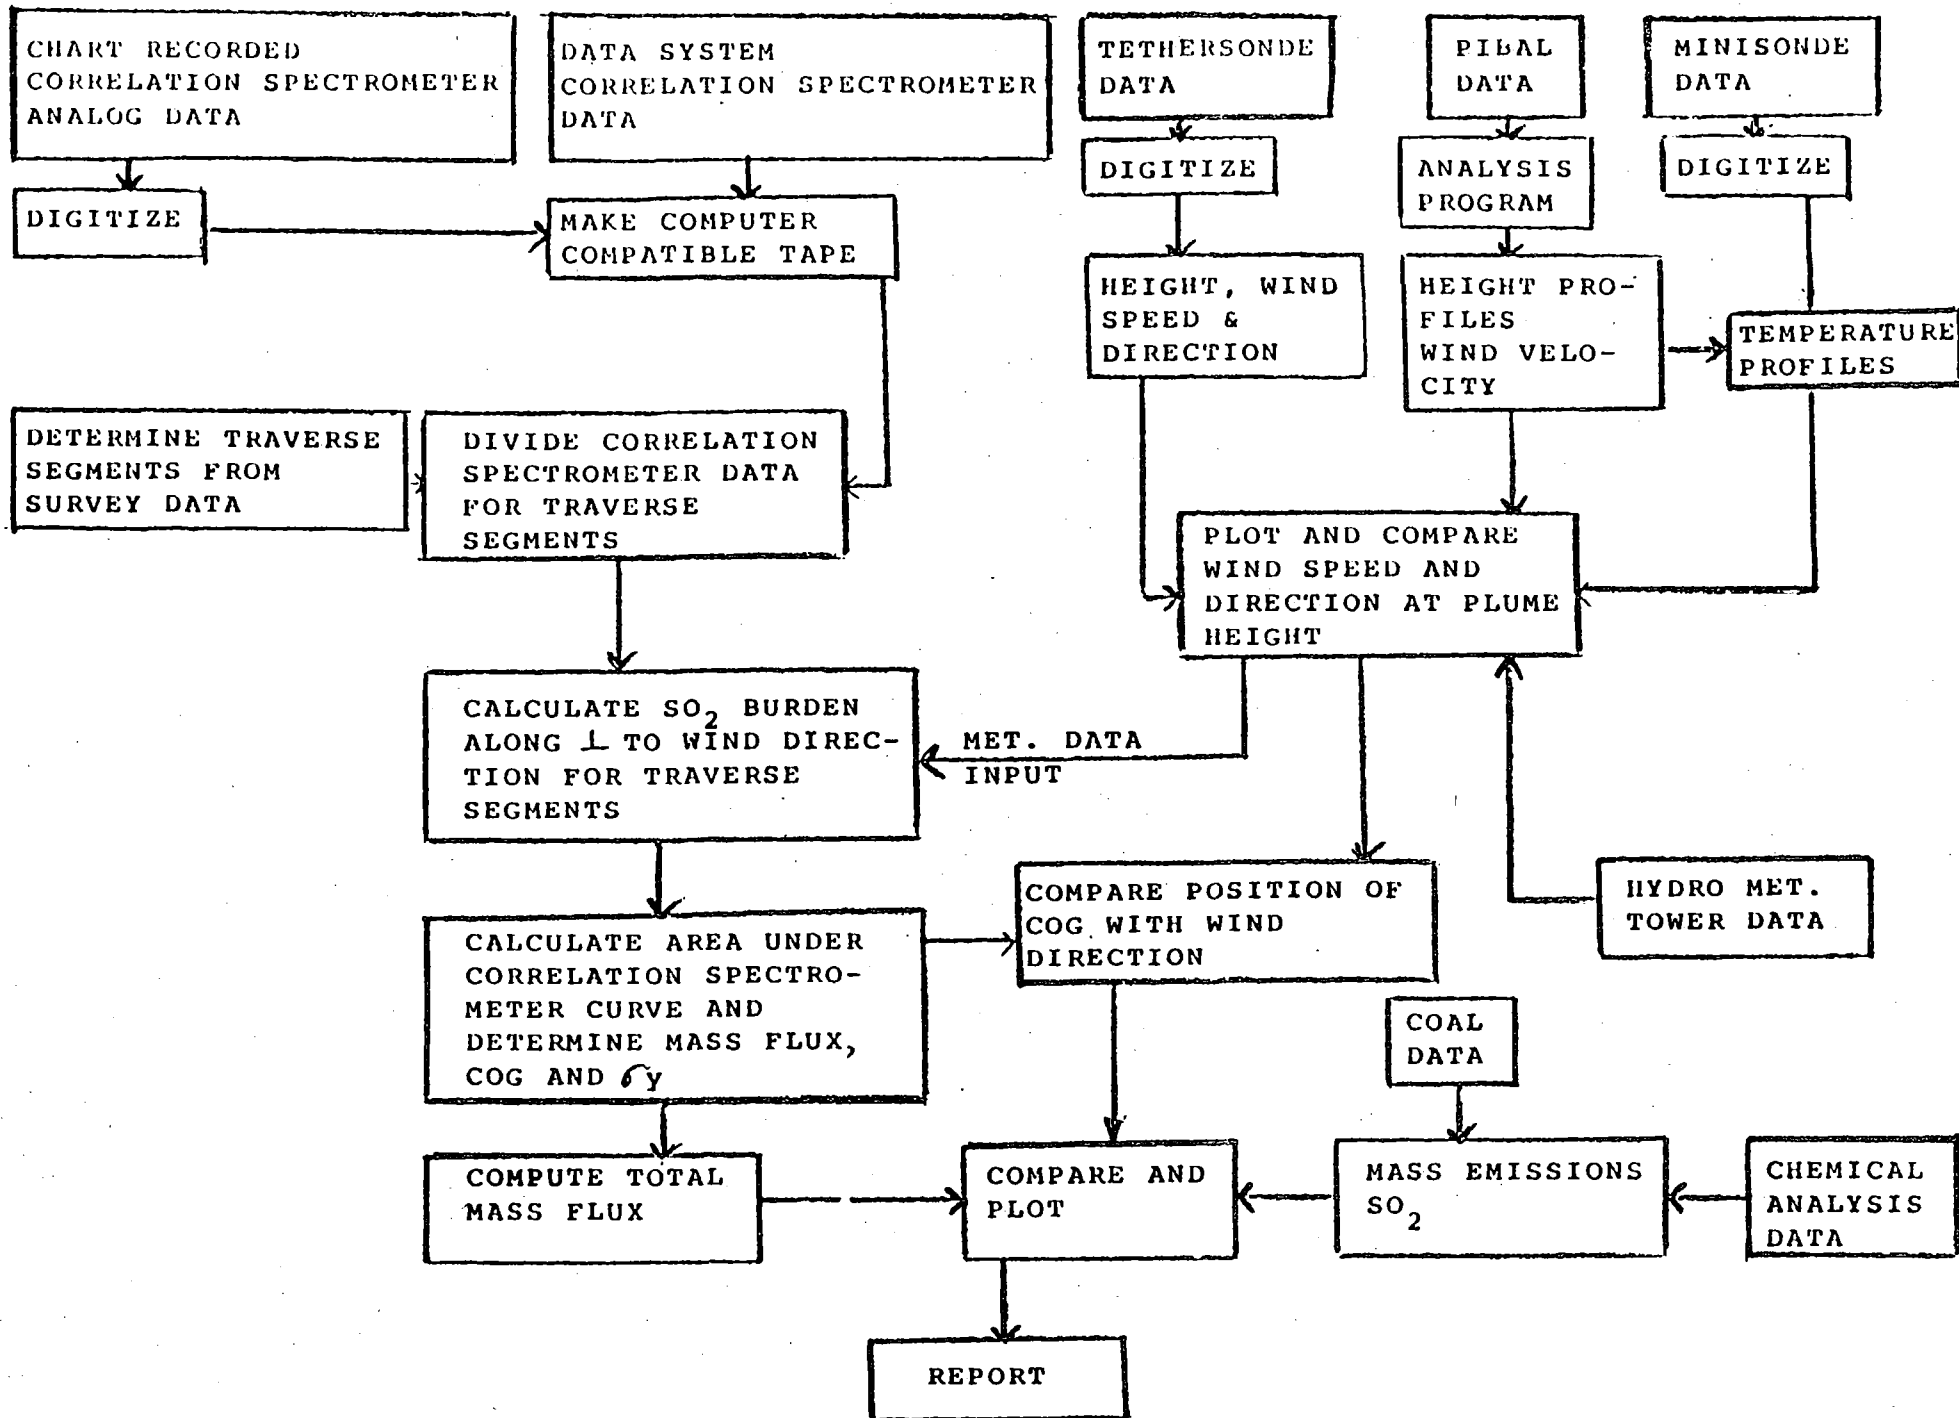 CHART RECORDED
CORRELATION SPECTROMETER
ANALOG DATA
DATA SYSTEM
CORRELATION SPECTROMETER
DATA
TETHERSONDE
DATA
PIBAL
DATA
MINISONDE
DATA
DIGITIZE
MAKE COMPUTER
COMPATIBLE TAPE
DIGITIZE
ANALYSIS
PROGRAM
DIGITIZE
HEIGHT, WIND
SPEED &
DIRECTION
HEIGHT PRO-
FILES
WIND VELO-
CITY
TEMPERATURE
PROFILES
DETERMINE TRAVERSE
SEGMENTS FROM
SURVEY DATA
DIVIDE CORRELATION
SPECTROMETER DATA
FOR TRAVERSE
SEGMENTS
PLOT AND COMPARE
WIND SPEED AND
DIRECTION AT PLUME
HEIGHT
CALCULATE SO2 BURDEN
ALONG ⊥ TO WIND DIREC-
TION FOR TRAVERSE
SEGMENTS
MET. DATA
INPUT
CALCULATE AREA UNDER
CORRELATION SPECTRO-
METER CURVE AND
DETERMINE MASS FLUX,
COG AND σy
COMPARE POSITION OF
COG WITH WIND
DIRECTION
HYDRO MET.
TOWER DATA
COAL
DATA
COMPUTE TOTAL
MASS FLUX
COMPARE AND
PLOT
MASS EMISSIONS
SO2
CHEMICAL
ANALYSIS
DATA
REPORT